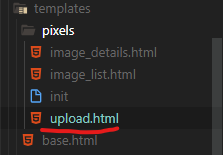 templates
pixels
image_details.html
image_list.html
init
upload.html
base.html